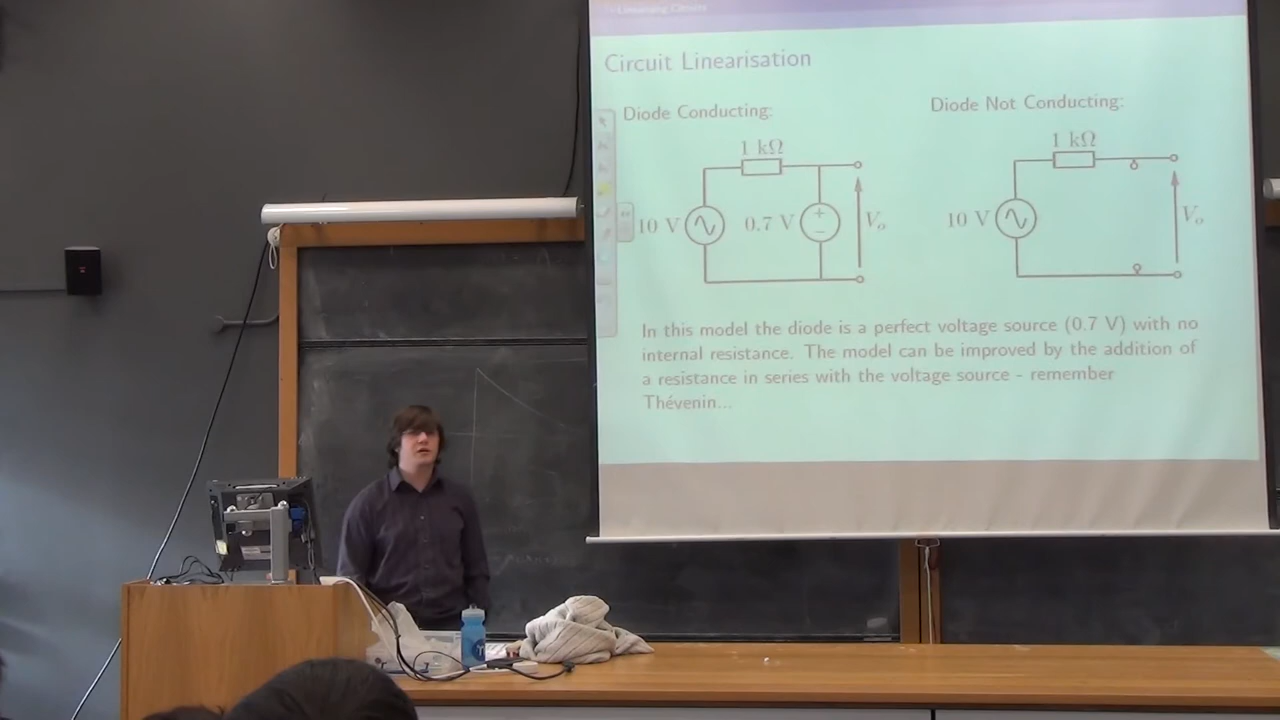 Linearising Circuits
Circuit Linearisation
Diode Conducting:
Diode Not Conducting:
1 kΩ
10 V
0.7 V
+
−
Vₒ
1 kΩ
10 V
Vₒ
In this model the diode is a perfect voltage source (0.7 V) with no
internal resistance. The model can be improved by the addition of
a resistance in series with the voltage source - remember
Thévenin...